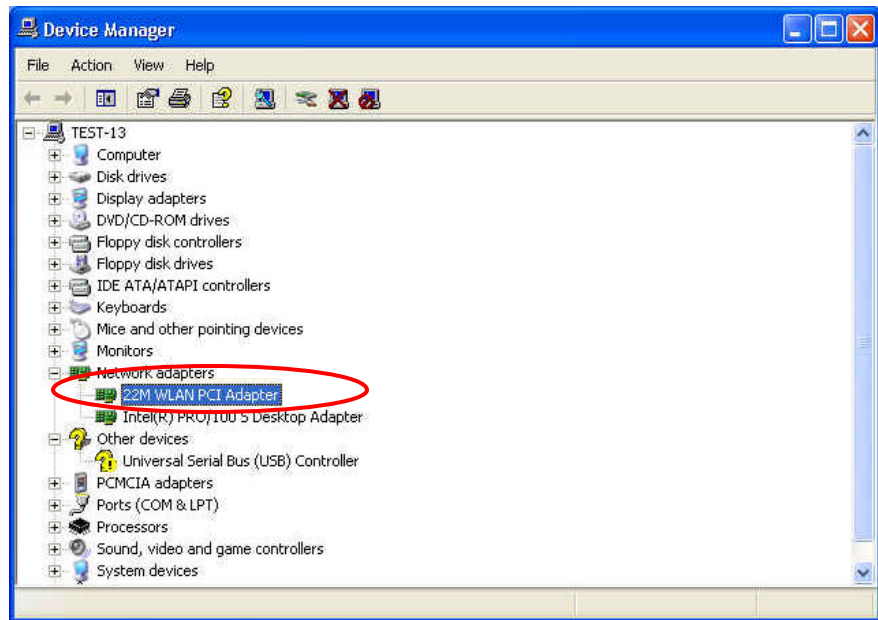 Device Manager
File Action View Help
TEST-13
Computer
Disk drives
Display adapters
DVD/CD-ROM drives
Floppy disk controllers
Floppy disk drives
IDE ATA/ATAPI controllers
Keyboards
Mice and other pointing devices
Monitors
Network adapters
22M WLAN PCI Adapter
Intel(R) PRO/100 S Desktop Adapter
Other devices
Universal Serial Bus (USB) Controller
PCMCIA adapters
Ports (COM & LPT)
Processors
Sound, video and game controllers
System devices